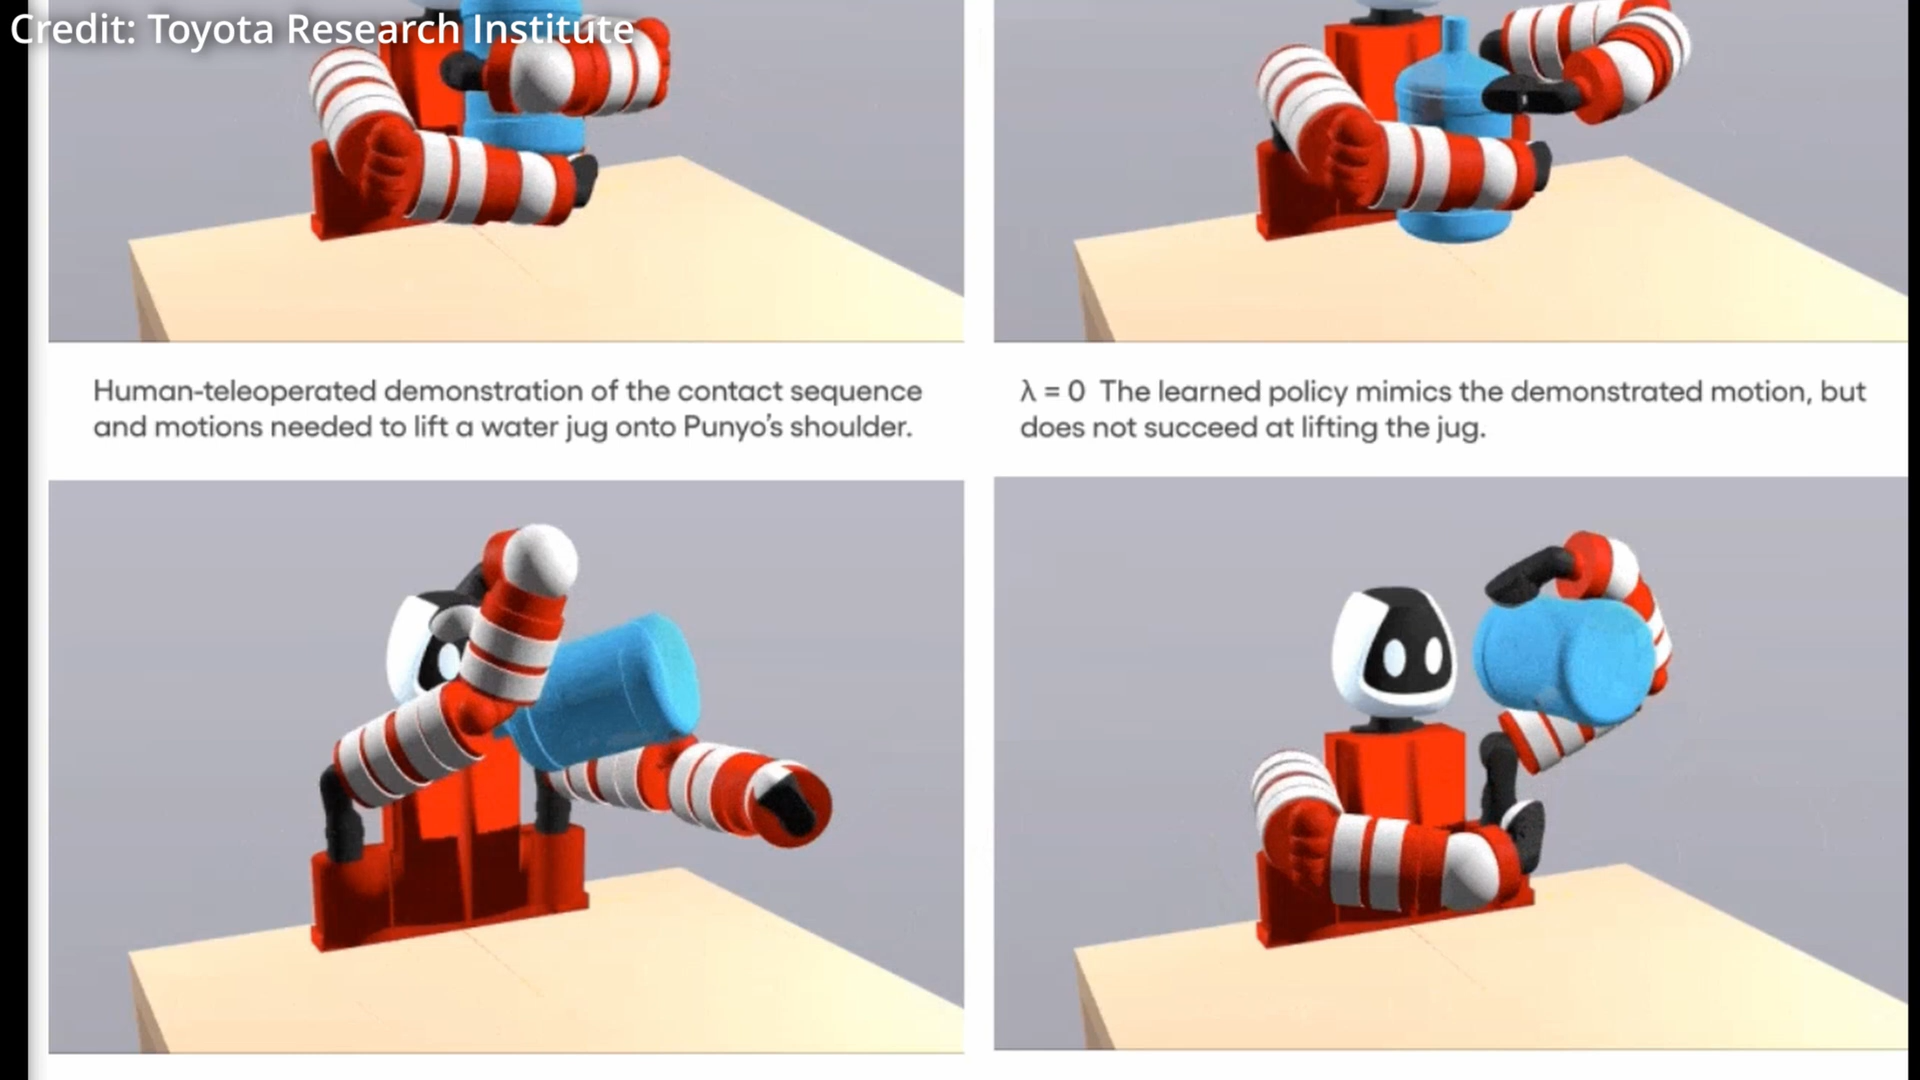 Credit: Toyota Research Institute
Human-teleoperated demonstration of the contact sequence
and motions needed to lift a water jug onto Punyo’s shoulder.
λ = 0 The learned policy mimics the demonstrated motion, but
does not succeed at lifting the jug.